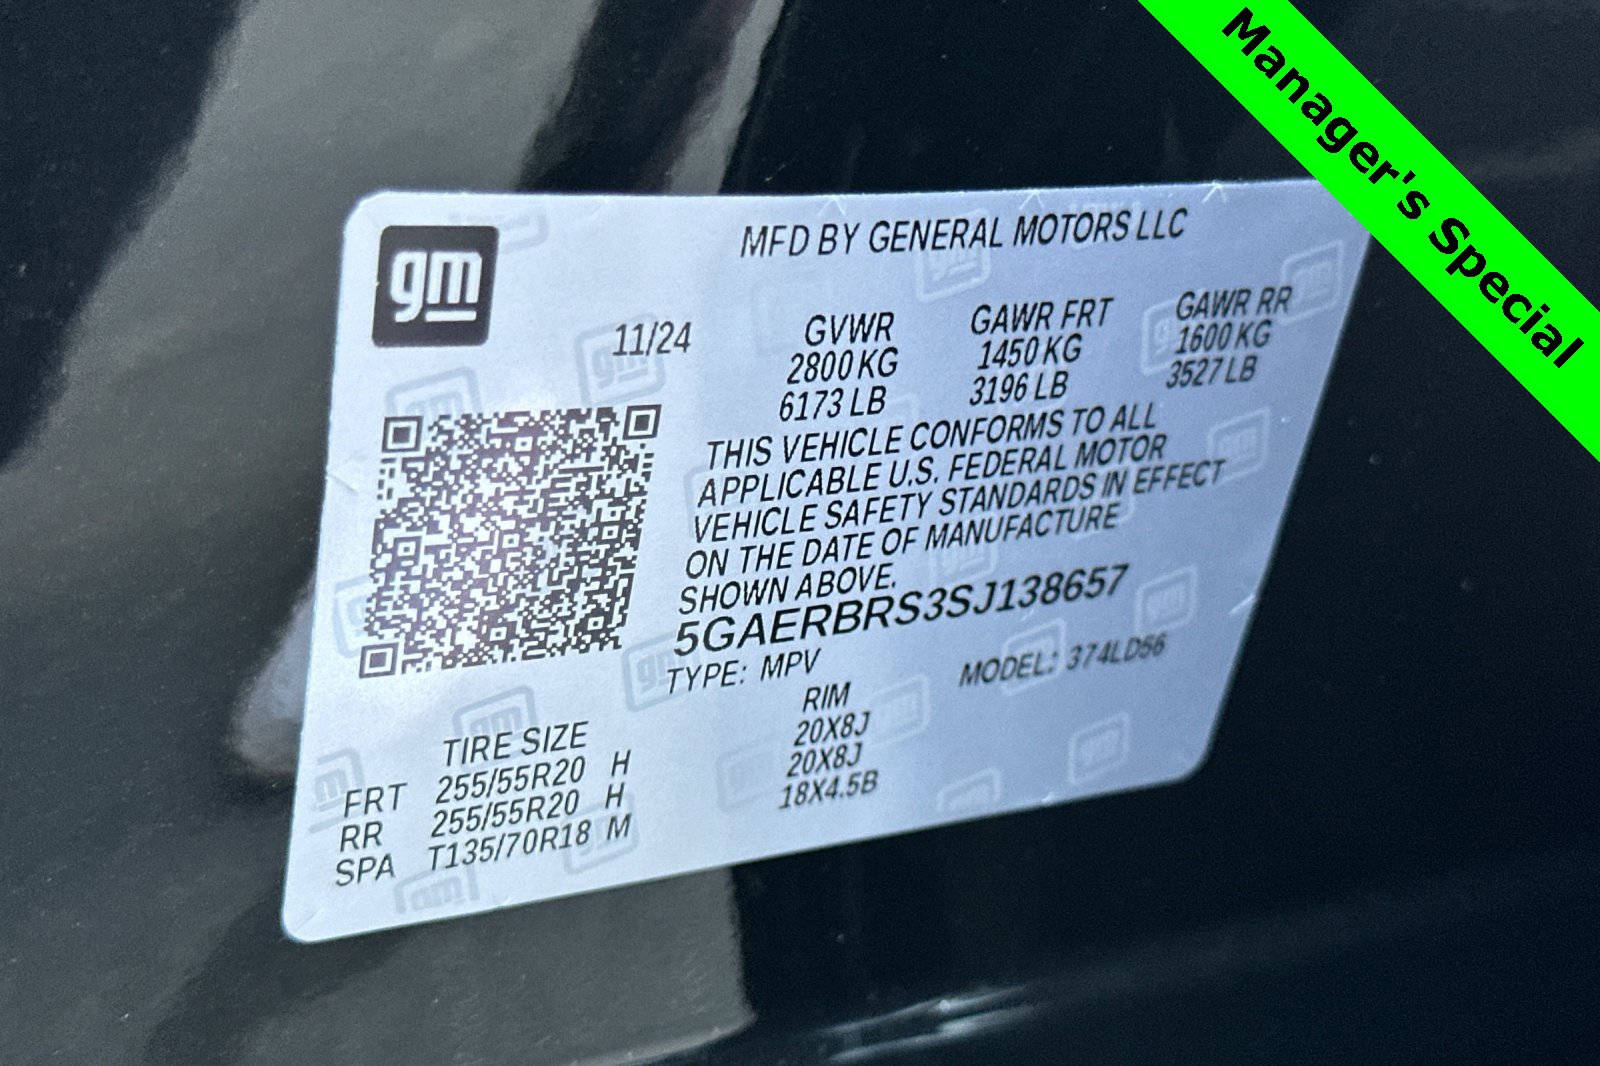 Manager's Special
gm
MFD BY GENERAL MOTORS LLC
11/24
GVWR GAWR FRT GAWR RR
2800 KG 1450 KG 1600 KG
6173 LB 3196 LB 3527 LB
THIS VEHICLE CONFORMS TO ALL
APPLICABLE U.S. FEDERAL MOTOR
VEHICLE SAFETY STANDARDS IN EFFECT
ON THE DATE OF MANUFACTURE
SHOWN ABOVE.
5GAERBRS3SJ138657
TYPE: MPV MODEL: 374LD56
TIRE SIZE RIM
FRT 255/55R20 H 20X8J
RR 255/55R20 H 20X8J
SPA T135/70R18 M 18X4.5B